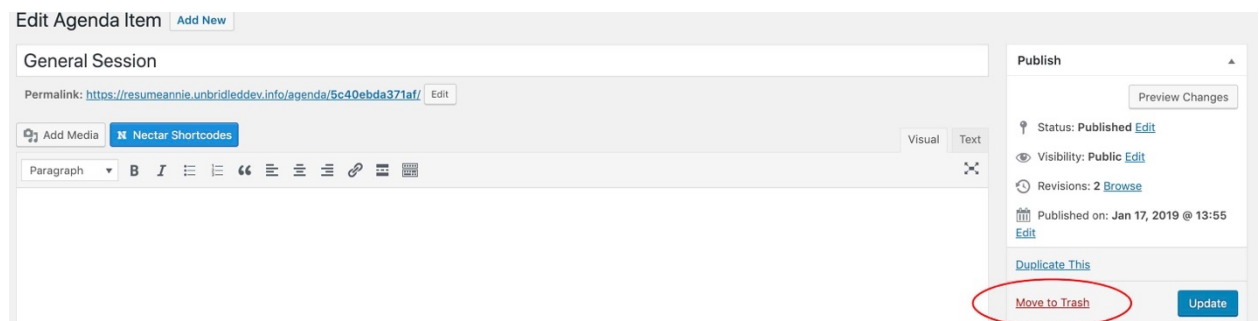 Edit Agenda Item Add New
General Session
Permalink: https://resumeannie.unbridleddev.info/agenda/5c40ebda371af/ Edit
Add Media Nectar Shortcodes
Visual Text
Paragraph
Publish
Preview Changes
Status: Published Edit
Visibility: Public Edit
Revisions: 2 Browse
Published on: Jan 17, 2019 @ 13:55
Edit
Duplicate This
Move to Trash Update